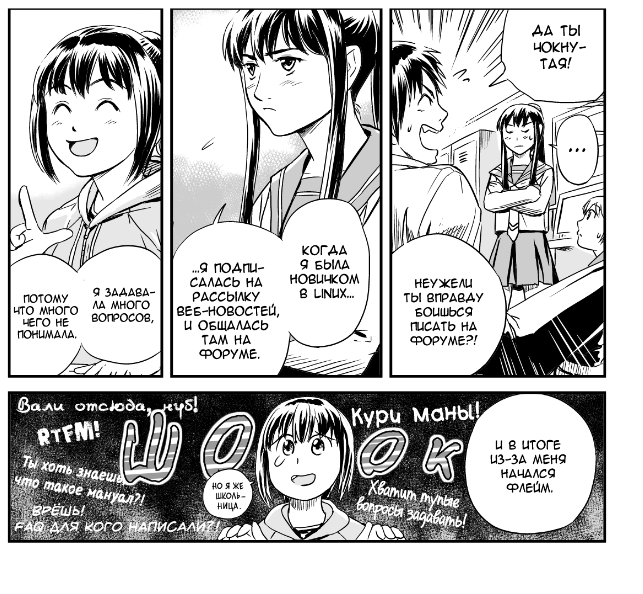 ДА ТЫ
ЧОКНУ-
ТАЯ!
...
НЕУЖЕЛИ
ТЫ ВПРАВДУ
БОИШЬСЯ
ПИСАТЬ НА
ФОРУМЕ?!
КОГДА
Я БЫЛА
НОВИЧКОМ
В LINUX...
...Я ПОДПИ-
САЛАСЬ НА
РАССЫЛКУ
ВЕБ-НОВОСТЕЙ,
И ОБЩАЛАСЬ
ТАМ НА
ФОРУМЕ.
Я ЗАДАВА-
ЛА МНОГО
ВОПРОСОВ,
ПОТОМУ
ЧТО МНОГО
ЧЕГО НЕ
ПОНИМАЛА.
И В ИТОГЕ
ИЗ-ЗА МЕНЯ
НАЧАЛСЯ
ФЛЕЙМ.
Кури маны!
Хватит тупые
вопросы задавать!
ШООК
НО Я ЖЕ
ШКОЛЬ-
НИЦА.
Вали отсюда, нуб!
RTFM!
Ты хоть знаешь,
что такое мануал?!
ВРЁШЬ!
FAQ ДЛЯ КОГО НАПИСАЛИ?!